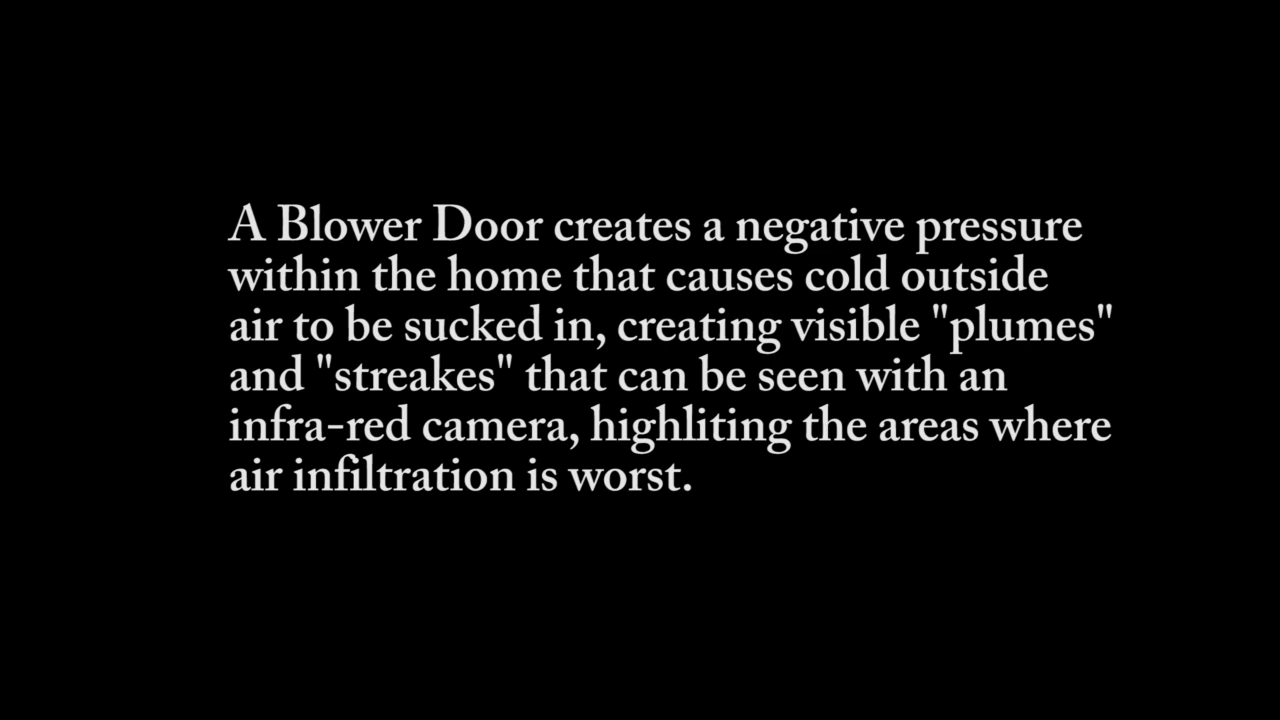 A Blower Door creates a negative pressure
within the home that causes cold outside
air to be sucked in, creating visible "plumes"
and "streakes" that can be seen with an
infra-red camera, highliting the areas where
air infiltration is worst.